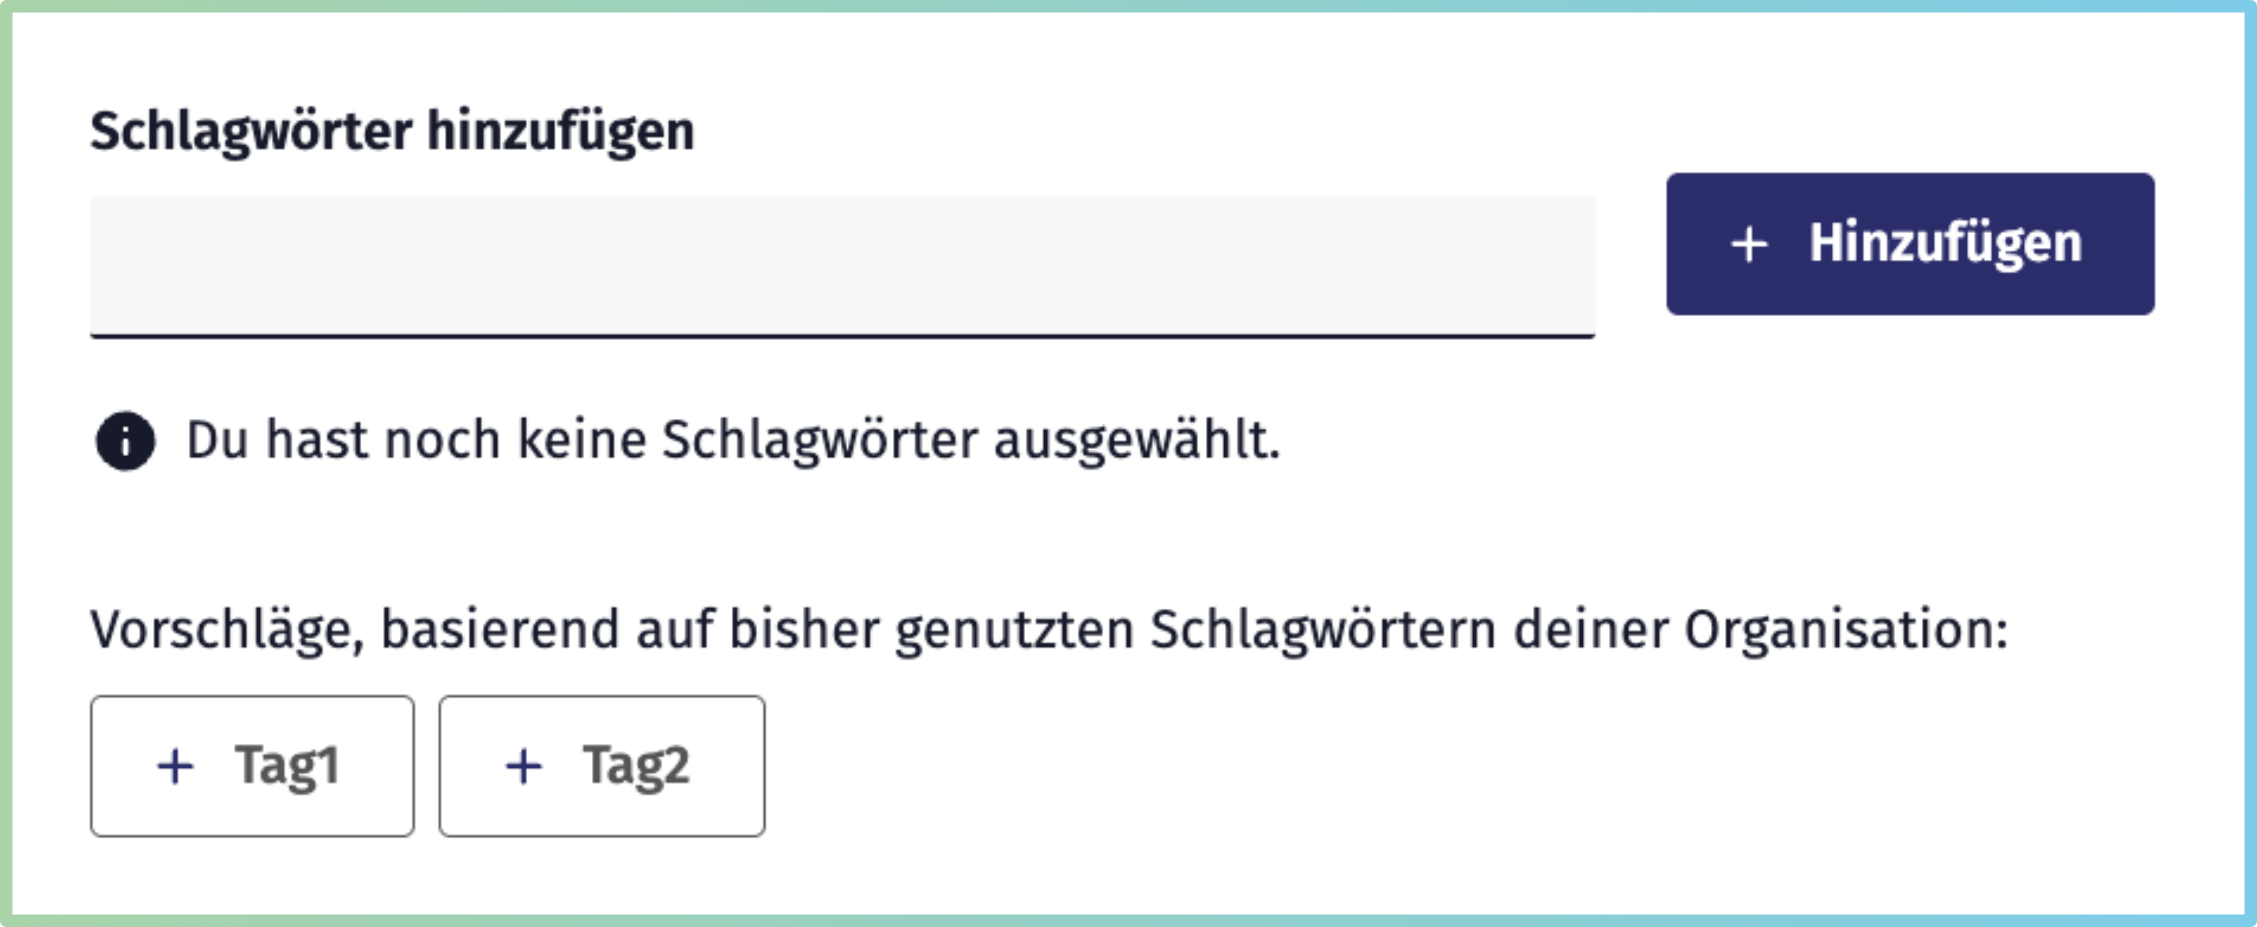 Schlagwörter hinzufügen
+ Hinzufügen
Du hast noch keine Schlagwörter ausgewählt.
Vorschläge, basierend auf bisher genutzten Schlagwörtern deiner Organisation:
+ Tag1 + Tag2